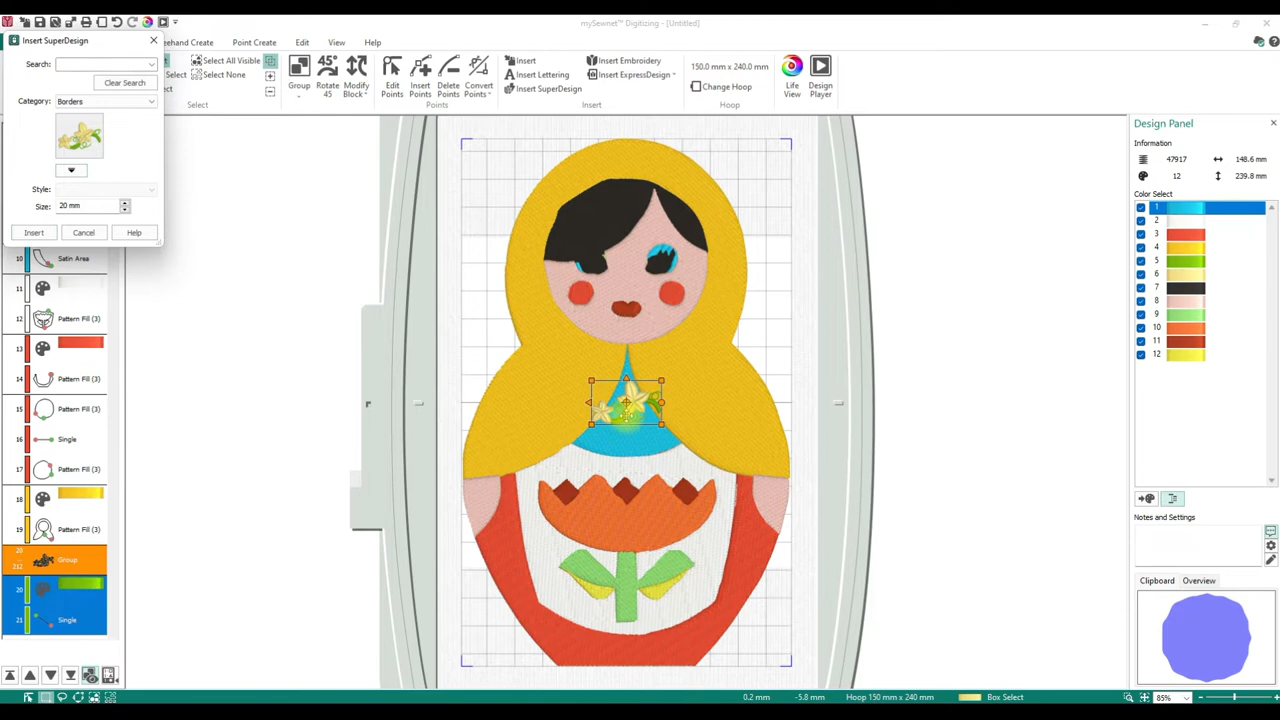 mySewnet Digitizing - [Untitled]
Insert SuperDesign
Search:
Clear Search
Category: Borders
Style:
Size: 20 mm
Insert Cancel Help
Freehand Create Point Create Edit View Help
Select All Visible
Select Select None
Select
Group
Rotate 45
Modify Block
Edit Points
Insert Points
Delete Points
Convert Points
Points
Insert
Insert Lettering
Insert SuperDesign
Insert Embroidery
Insert ExpressDesign
Insert
150.0 mm x 240.0 mm
Change Hoop
Hoop
Life View
Design Player
10 Satin Area
11
12 Pattern Fill (3)
13
14 Pattern Fill (3)
15 Pattern Fill (3)
16 Single
17 Pattern Fill (3)
18
19 Pattern Fill (3)
20
212 Group
20
21 Single
Design Panel
Information
47917 148.6 mm
12 239.8 mm
Color Select
1
2
3
4
5
6
7
8
9
10
11
12
Notes and Settings
Clipboard Overview
0.2 mm -5.8 mm Hoop 150 mm x 240 mm Box Select 85%